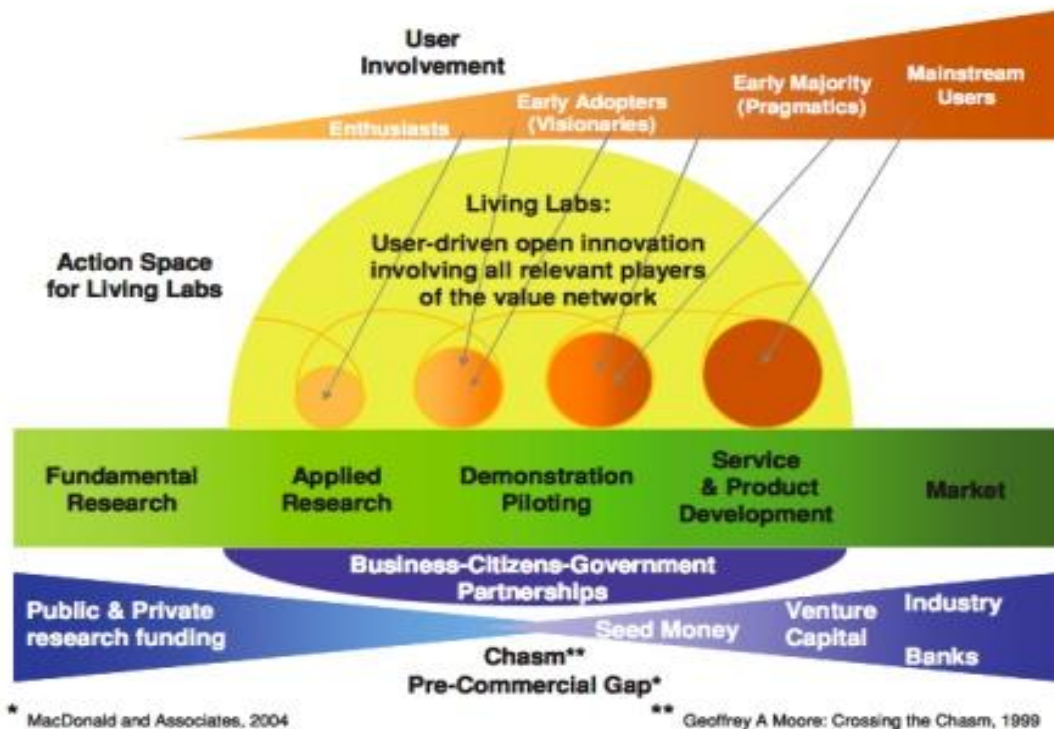 User
Involvement
Enthusiasts
Early Adopters
(Visionaries)
Early Majority
(Pragmatics)
Mainstream
Users
Action Space
for Living Labs
Living Labs:
User-driven open innovation
involving all relevant players
of the value network
Fundamental
Research
Applied
Research
Demonstration
Piloting
Service
& Product
Development
Market
Business-Citizens-Government
Partnerships
Public & Private
research funding
Seed Money
Venture
Capital
Industry
Banks
Chasm**
Pre-Commercial Gap*
* MacDonald and Associates, 2004
** Geoffrey A Moore: Crossing the Chasm, 1999